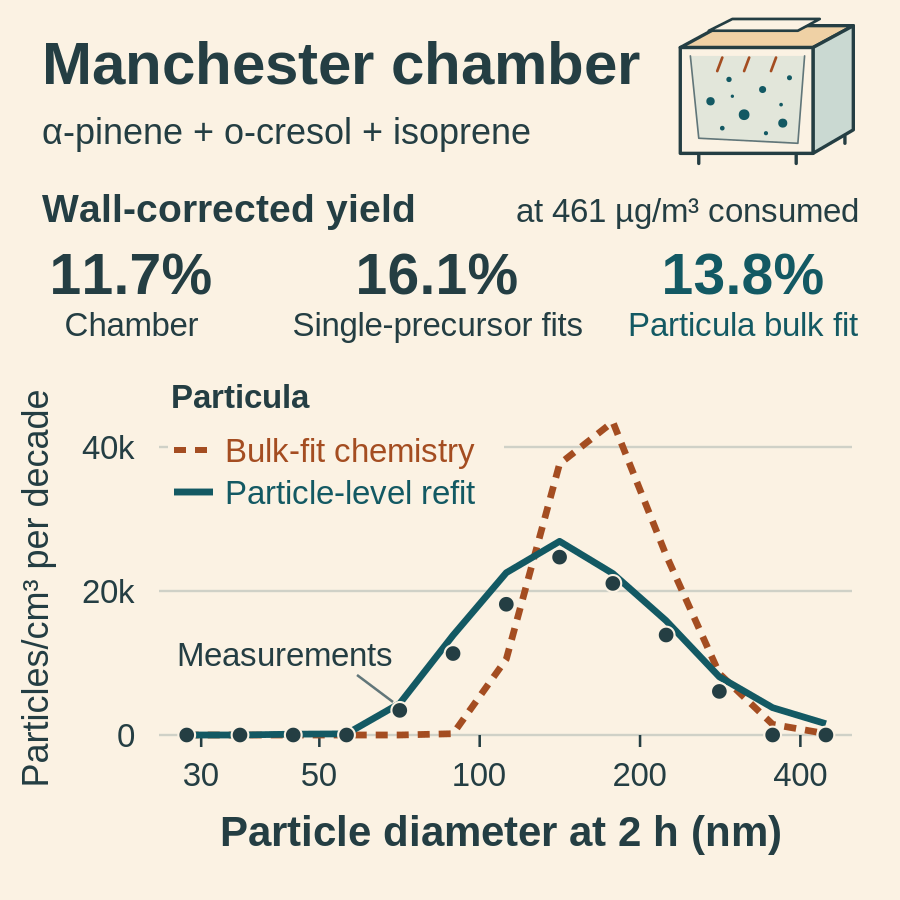 Manchester chamber
α-pinene + o-cresol + isoprene
Wall-corrected yield
at 461 µg/m³ consumed
11.7%
16.1%
13.8%
Chamber
Single-precursor fits
Particula bulk fit
Particula
Bulk-fit chemistry
Particle-level refit
Measurements
Particles/cm³ per decade
40k
20k
0
30
50
100
200
400
Particle diameter at 2 h (nm)